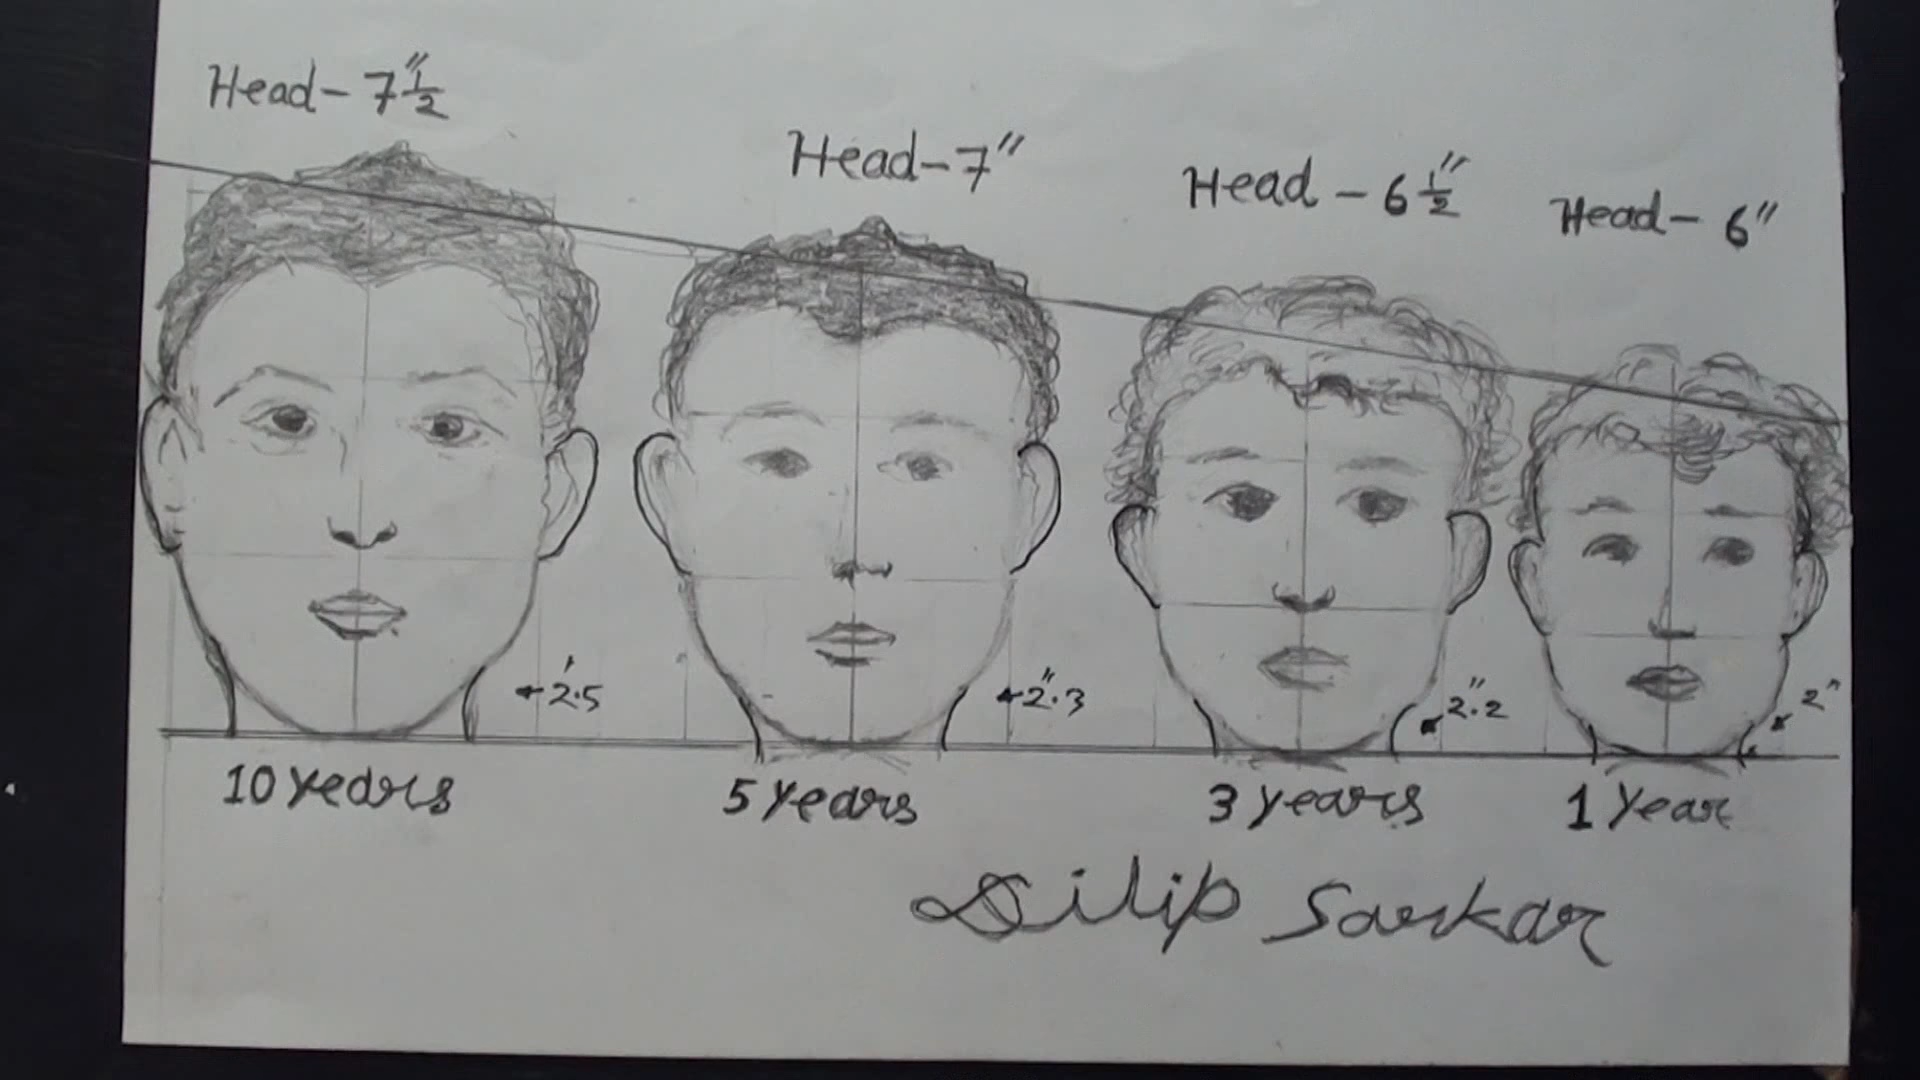 Head-7½"
Head-7"
Head-6½"
Head-6"
2.5'
2.3"
2.2"
2"
10 years
5 years
3 years
1 Year
Dilip Sarkar